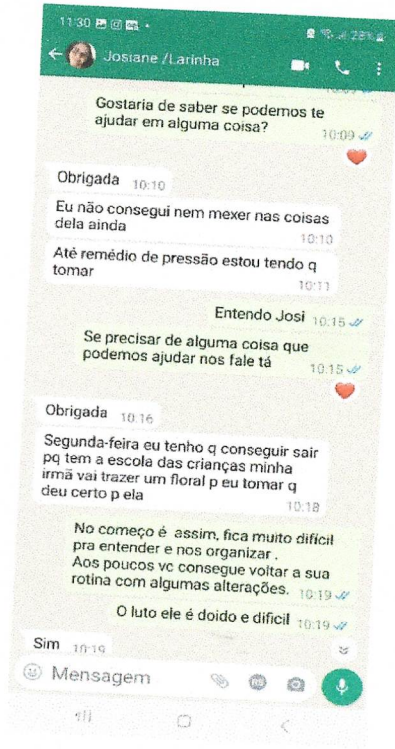 11:30
28%
Josiane /Larinha
Gostaria de saber se podemos te
ajudar em alguma coisa?
10:09
Obrigada 10:10
Eu não consegui nem mexer nas coisas
dela ainda
10:10
Até remédio de pressão estou tendo q
tomar
10:11
Entendo Josi 10:15
Se precisar de alguma coisa que
podemos ajudar nos fale tá
10:15
Obrigada 10:16
Segunda-feira eu tenho q conseguir sair
pq tem a escola das crianças minha
irmã vai trazer um floral p eu tomar q
deu certo p ela
10:18
No começo é assim, fica muito difícil
pra entender e nos organizar .
Aos poucos vc consegue voltar a sua
rotina com algumas alterações. 10:19
O luto ele é doido e dificil 10:19
Sim 10:19
Mensagem